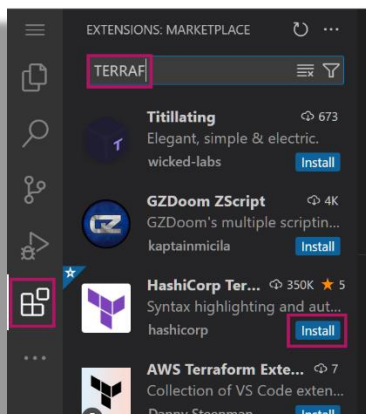 EXTENSIONS: MARKETPLACE
TERRAF
Titillating 673
Elegant, simple & electric.
wicked-labs Install
GZDoom ZScript 4K
GZDoom's multiple scriptin...
kaptainmicila Install
HashiCorp Ter... 350K ★ 5
Syntax highlighting and aut...
hashicorp Install
AWS Terraform Exte... 7
Collection of VS Code exten...
Danny Steenman Install